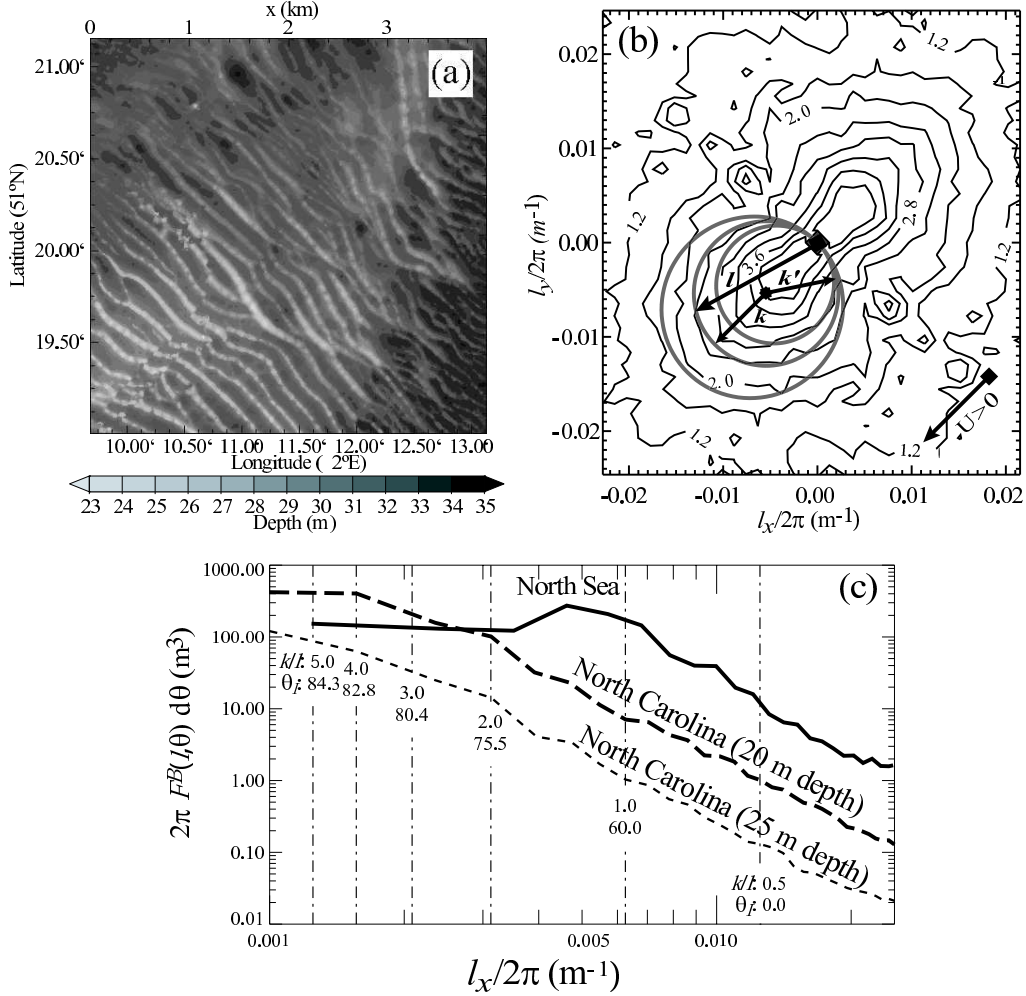 x (km)
0 1 2 3
(a)
21.00‘
20.50‘
20.00‘
19.50‘
Latitude (51ºN)
10.00‘ 10.50‘ 11.00‘ 11.50‘ 12.00‘ 12.50‘ 13.00‘
Longitude ( 2ºE)
23 24 25 26 27 28 29 30 31 32 33 34 35
Depth (m)
(b)
0.02
0.01
0.00
-0.01
-0.02
l_y/2π (m⁻¹)
1.2
2.0
1.2
2.8
1.2
3.6
l
k'
k
2.0
1.2
1.2
U>0
-0.02 -0.01 0.00 0.01 0.02
l_x/2π (m⁻¹)
(c)
1000.00
100.00
10.00
1.00
0.10
0.01
2π F^B(l,θ) dθ (m³)
North Sea
North Carolina (20 m depth)
North Carolina (25 m depth)
k/l: 5.0 4.0 3.0 2.0 1.0
θ_i: 84.3 82.8 80.4 75.5 60.0
k/l: 0.5
θ_i: 0.0
0.001 0.005 0.010
l_x/2π (m⁻¹)